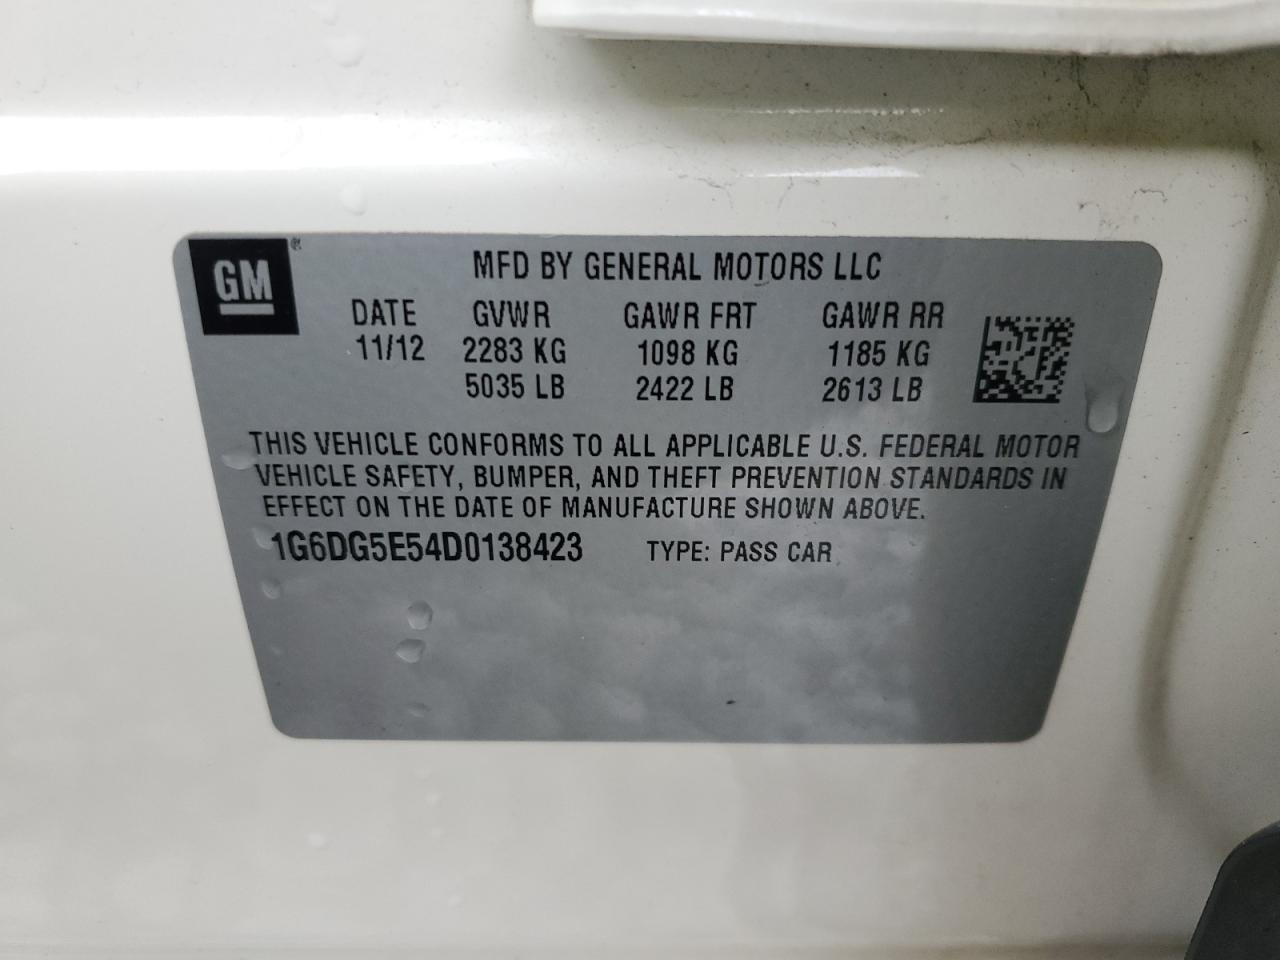 GM®
MFD BY GENERAL MOTORS LLC
DATE GVWR GAWR FRT GAWR RR
11/12 2283 KG 1098 KG 1185 KG
5035 LB 2422 LB 2613 LB
THIS VEHICLE CONFORMS TO ALL APPLICABLE U.S. FEDERAL MOTOR
VEHICLE SAFETY, BUMPER, AND THEFT PREVENTION STANDARDS IN
EFFECT ON THE DATE OF MANUFACTURE SHOWN ABOVE.
1G6DG5E54D0138423 TYPE: PASS CAR